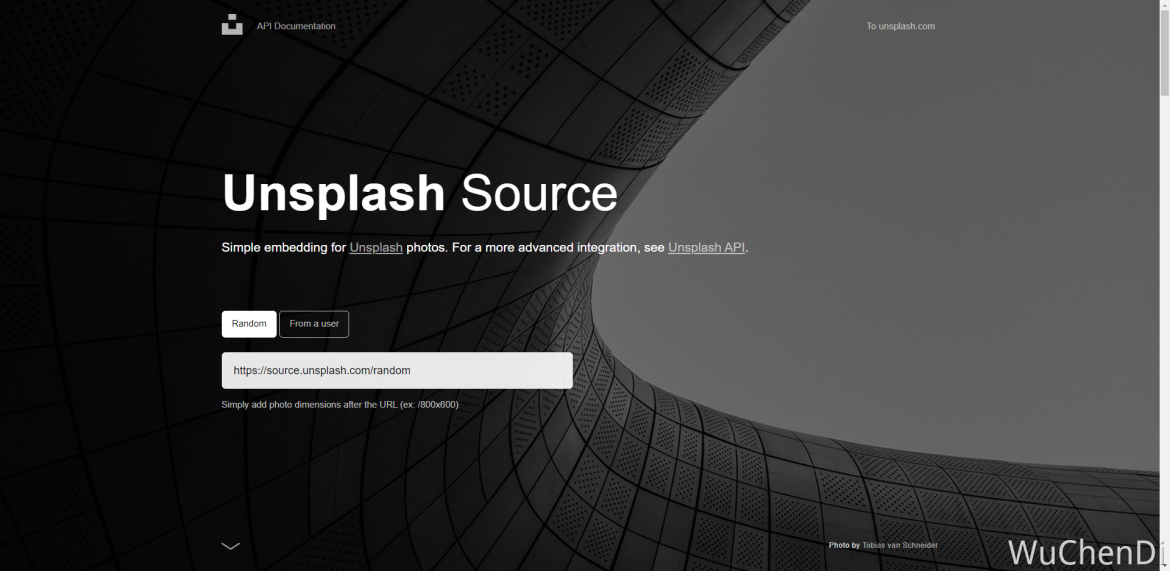 API Documentation
To unsplash.com
Unsplash Source
Simple embedding for Unsplash photos. For a more advanced integration, see Unsplash API.
Random
From a user
https://source.unsplash.com/random
Simply add photo dimensions after the URL (ex: /800x600)
Photo by Tobias van Schneider
WuChenDi